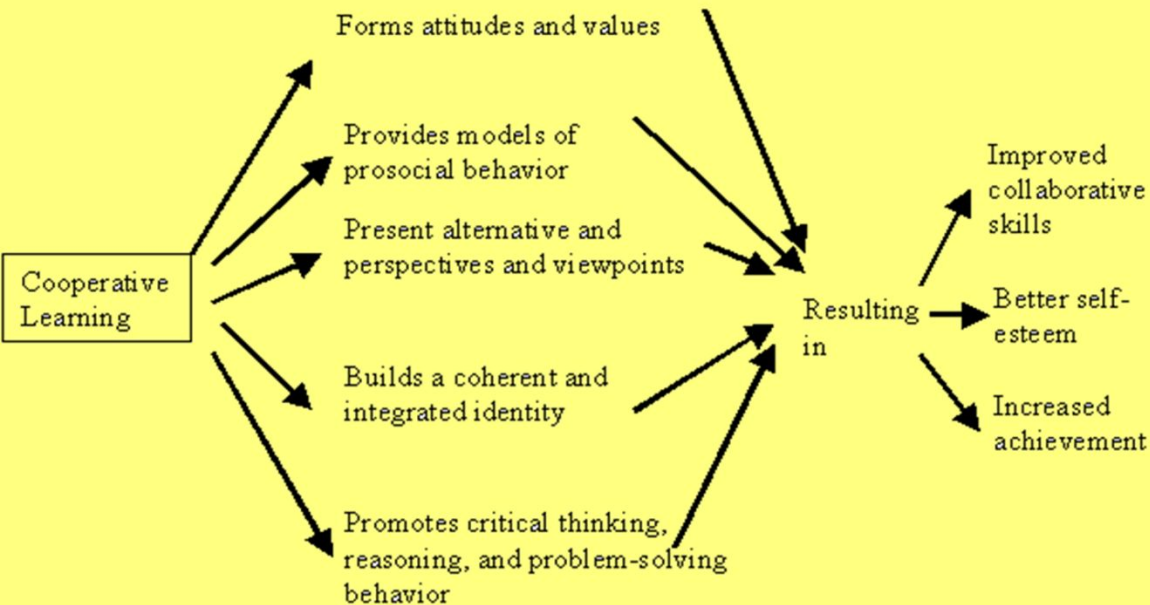 Forms attitudes and values
Provides models of
prosocial behavior
Present alternative and
perspectives and viewpoints
Cooperative
Learning
Builds a coherent and
integrated identity
Promotes critical thinking,
reasoning, and problem-solving
behavior
Resulting
in
Improved
collaborative
skills
Better self-
esteem
Increased
achievement